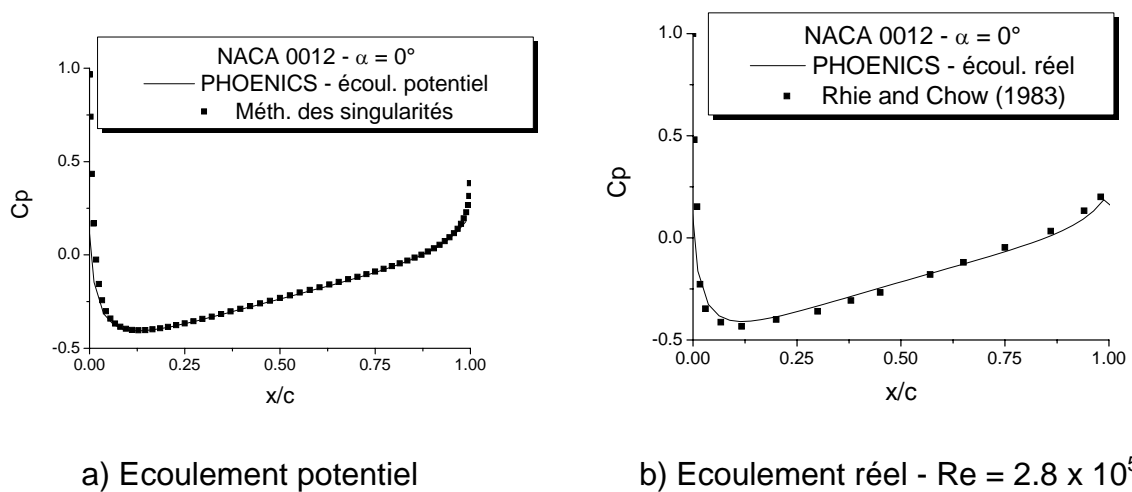 NACA 0012 - α = 0°
PHOENICS - écoul. potentiel
Méth. des singularités
Cp
1.0
0.5
0.0
-0.5
0.00 0.25 0.50 0.75 1.00
x/c
a) Ecoulement potentiel
NACA 0012 - α = 0°
PHOENICS - écoul. réel
Rhie and Chow (1983)
Cp
1.0
0.5
0.0
-0.5
0.00 0.25 0.50 0.75 1.00
x/c
b) Ecoulement réel - Re = 2.8 x 10⁵